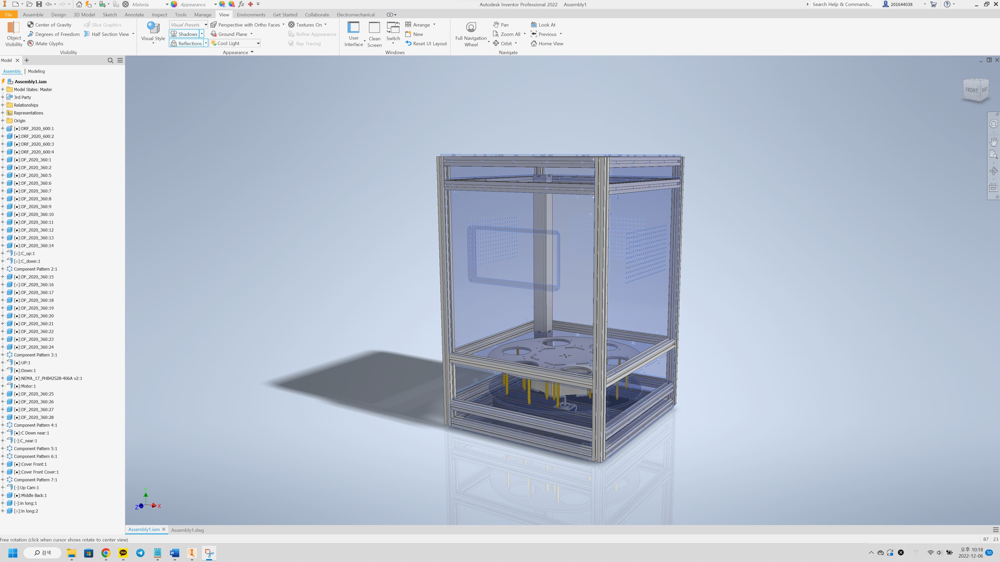 Material
Appearance
Autodesk Inventor Professional 2022 Assembly1
Search Help & Commands...
201644038
File Assemble Design 3D Model Sketch Annotate Inspect Tools Manage View Environments Get Started Collaborate Electromechanical
Object Visibility
Center of Gravity
Degrees of Freedom
iMate Glyphs
Slice Graphics
Half Section View
Visibility
Visual Style
Visual Presets
Shadows
Reflections
Perspective with Ortho Faces
Ground Plane
Cool Light
Textures On
Refine Appearance
Ray Tracing
Appearance
User Interface
Clean Screen
Switch
Arrange
New
Reset UI Layout
Windows
Full Navigation Wheel
Pan
Zoom All
Orbit
Look At
Previous
Home View
Navigate
Model
Assembly | Modeling
Assembly1.iam
Model States: Master
3rd Party
Relationships
Representations
Origin
[●]:DRF_2020_600:1
[●]:DRF_2020_600:2
[●]:DRF_2020_600:3
[●]:DRF_2020_600:4
[●]:DF_2020_360:1
[●]:DF_2020_360:2
[●]:DF_2020_360:5
[●]:DF_2020_360:6
[●]:DF_2020_360:7
[●]:DF_2020_360:8
[●]:DF_2020_360:9
[●]:DF_2020_360:10
[●]:DF_2020_360:11
[●]:DF_2020_360:12
[●]:DF_2020_360:13
[●]:DF_2020_360:14
[○]:C_up:1
[○]:C_down:1
Component Pattern 2:1
[●]:DF_2020_360:15
[○]:DF_2020_360:16
[●]:DF_2020_360:17
[●]:DF_2020_360:18
[●]:DF_2020_360:19
[●]:DF_2020_360:20
[●]:DF_2020_360:21
[●]:DF_2020_360:22
[●]:DF_2020_360:23
[●]:DF_2020_360:24
Component Pattern 3:1
[●]:UP:1
[●]:Down:1
[●]:NEMA_17_PHB42S28-406A v2:1
[●]:Motor:1
[●]:DF_2020_360:25
[●]:DF_2020_360:26
[●]:DF_2020_360:27
[●]:DF_2020_360:28
Component Pattern 4:1
[●]:C Down near:1
[-]:C_near:1
Component Pattern 5:1
Component Pattern 6:1
[●]:Cover Front:1
[●]:Cover Front Cover:1
Component Pattern 7:1
[-]:Up Cam:1
[●]:Middle Back:1
[-]:in long:1
[○]:in long:2
FRONT RIGHT
Y
Z X
Assembly1.iam Assembly1.dwg
Free rotation (click when cursor shows rotate to center view)
87 23
검색
TALK
오후 10:18
2022-12-06
10